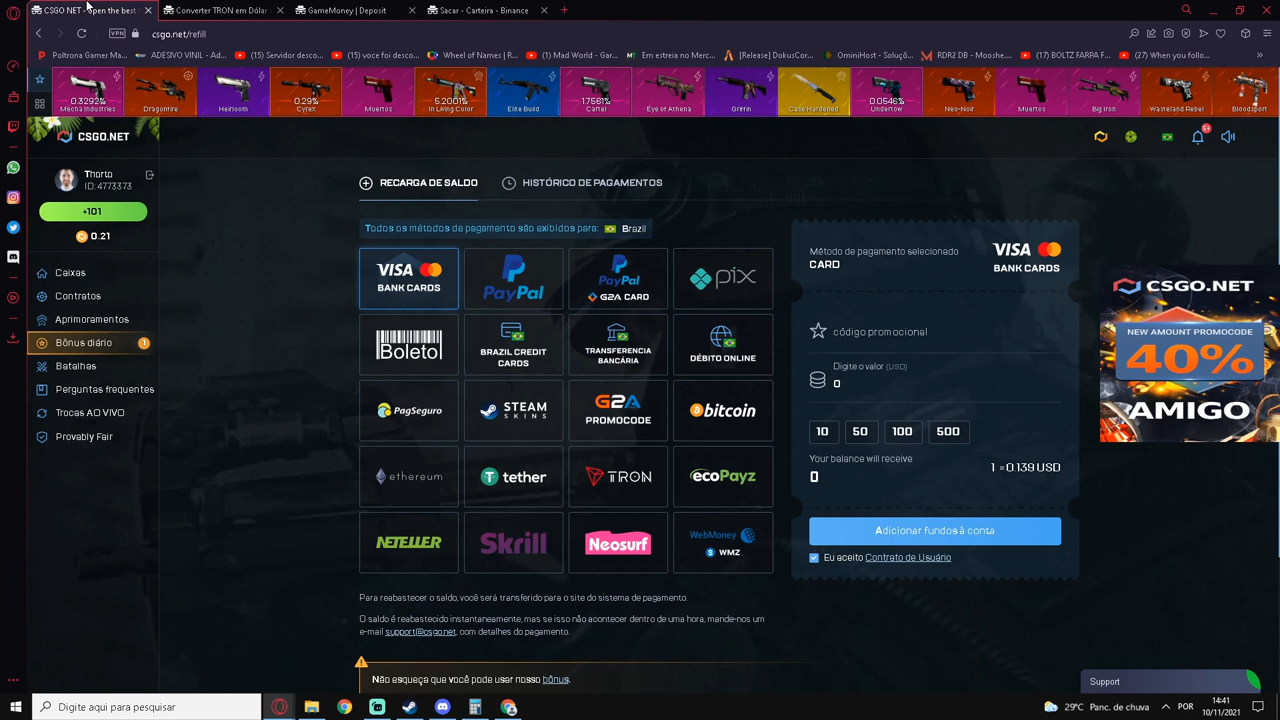 CSGO NET - open the best
Converter TRON em Dólar
GameMoney | Deposit
Sacar - Carteira - Binance
VPN
csgo.net/refill
Poltrona Gamer Ma...
ADESIVO VINIL - Ad...
(15) Servidor desco...
(15) voce foi desco...
Wheel of Names | R...
(1) Mad World - Gar...
Em estreia no Merc...
[Release] DokusCor...
OminiHost - Soluçõ...
RDR2 DB - Mooshe...
(17) BOLTZ FARPA F...
(27) When you follo...
0.3292%
Mecha Industries
Dragonfire
Heirloom
0.29%
Cyrex
Muertos
5.2001%
In Living Color
Elite Build
1.7581%
Cartel
Eye of Athena
Griffin
Case Hardened
0.0546%
Undertow
Neo-Noir
Muertos
Big Iron
Wasteland Rebel
Bloodsport
CSGO.NET
5+
Thorto
ID: 4773373
+101
0.21
Caixas
Contratos
Aprimoramentos
Bônus diário
1
Batalhas
Perguntas frequentes
Trocas AO VIVO
Provably Fair
RECARGA DE SALDO
HISTÓRICO DE PAGAMENTOS
Todos os métodos de pagamento são exibidos para: Brazil
VISA
BANK CARDS
PayPal
PayPal
G2A CARD
pix
Boleto
BRAZIL CREDIT
CARDS
TRANSFERENCIA
BANCÁRIA
DÉBITO ONLINE
PagSeguro
STEAM
SKINS
G2A
PROMOCODE
bitcoin
ethereum
tether
TRON
ecoPayz
NETELLER
Skrill
Neosurf
WebMoney
WMZ
Para reabastecer o saldo, você será transferido para o site do sistema de pagamento.
O saldo é reabastecido instantaneamente, mas se isso não acontecer dentro de uma hora, mande-nos um
e-mail support@csgo.net, com detalhes do pagamento.
Não esqueça que você pode usar nosso bônus.
Método de pagamento selecionado
CARD
VISA
BANK CARDS
código promocional
Digite o valor (USD)
0
10
50
100
500
Your balance will receive
0
1 = 0.139 USD
Adicionar fundos à conta
Eu aceito Contrato de Usuário
CSGO.NET
NEW AMOUNT PROMOCODE
40%
AMIGO
Support
Digite aqui para pesquisar
29°C Panc. de chuva
POR
14:41
10/11/2021